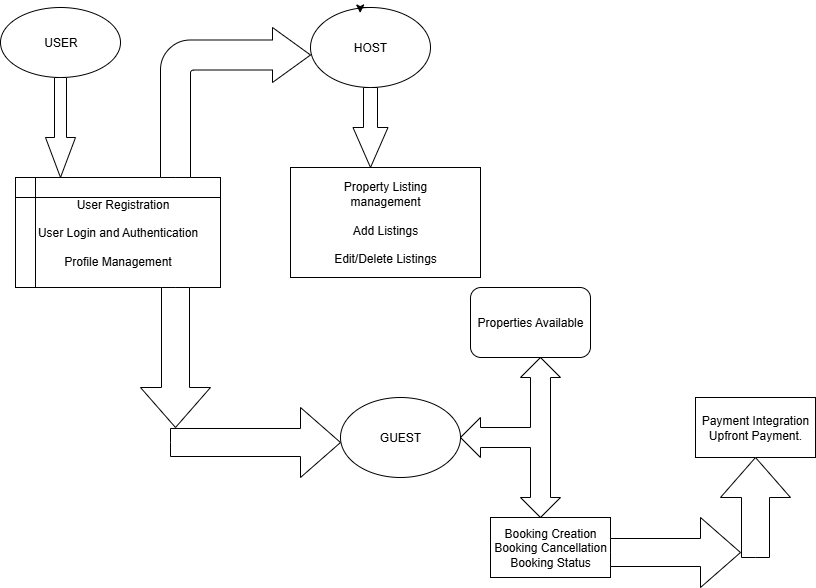 USER
HOST
User Registration
User Login and Authentication
Profile Management
Property Listing
management
Add Listings
Edit/Delete Listings
Properties Available
GUEST
Payment Integration
Upfront Payment.
Booking Creation
Booking Cancellation
Booking Status